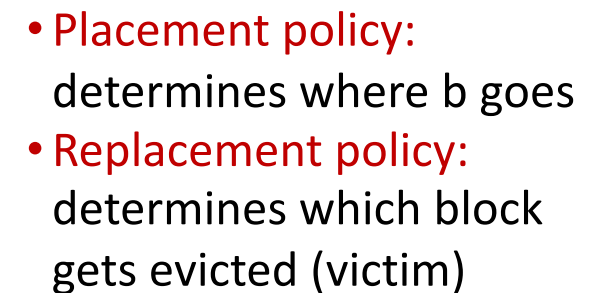 • Placement policy:
determines where b goes
• Replacement policy:
determines which block
gets evicted (victim)